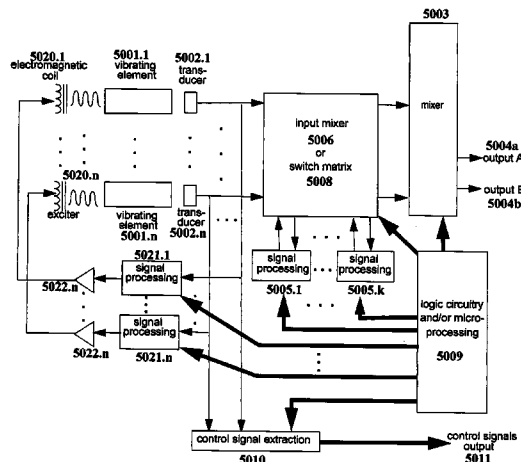 5020.1
electromagnetic
coil
5001.1
vibrating
element
5002.1
trans-
ducer
5003
mixer
input mixer
5006
or
switch matrix
5008
5004a
output A
output B
5004b
5020.n
exciter
vibrating
element
5001.n
trans-
ducer
5002.n
5021.1
signal
processing
5022.n
signal
processing
5021.n
5022.n
signal
processing
5005.1
signal
processing
5005.k
logic circuitry
and/or micro-
processing
5009
control signal extraction
5010
control signals
output
5011